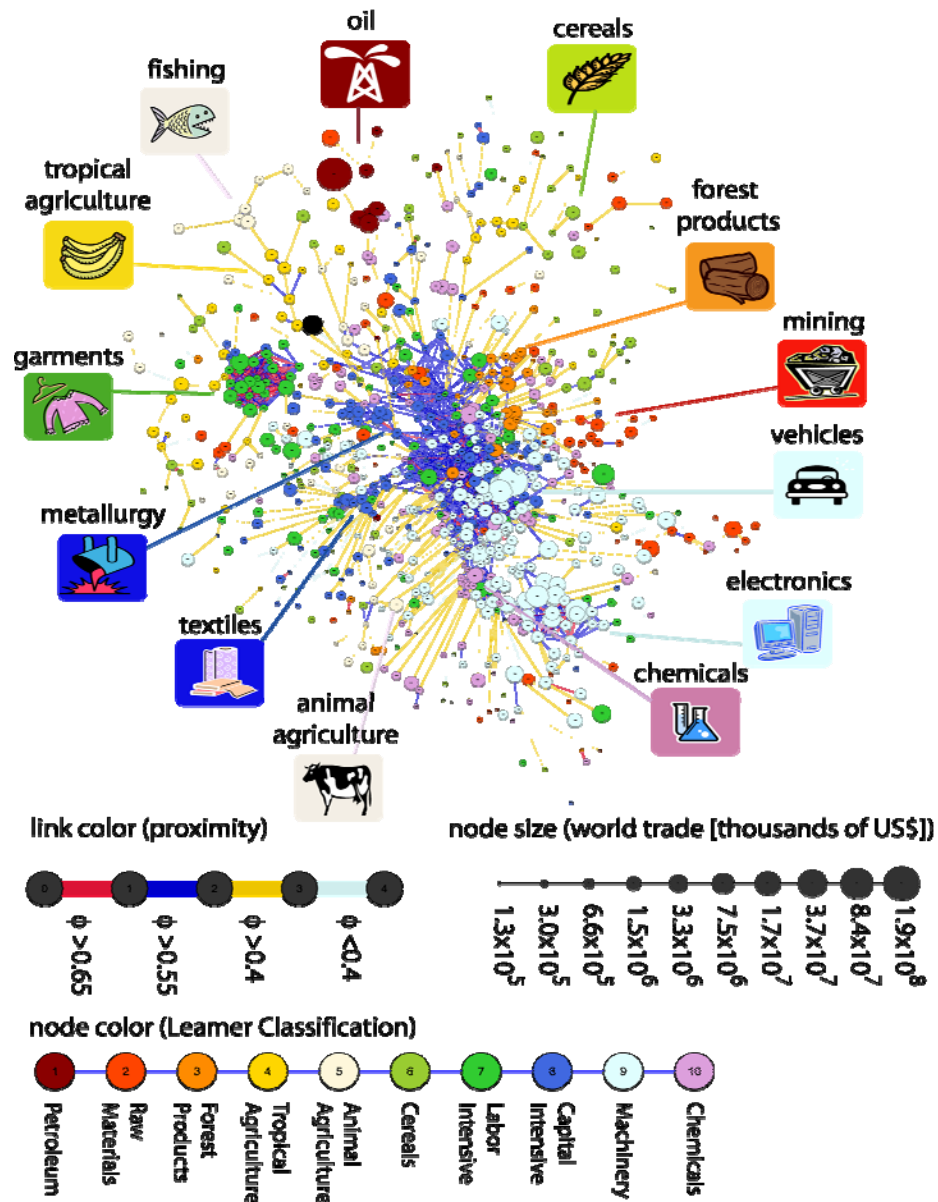 oil
cereals
fishing
tropical
agriculture
forest
products
mining
garments
vehicles
metallurgy
electronics
textiles
chemicals
animal
agriculture
link color (proximity)
node size (world trade [thousands of US$])
0 1 2 3 4
ϕ >0.65
ϕ >0.55
ϕ >0.4
ϕ <0.4
1.3x10⁵
3.0x10⁵
6.6x10⁵
1.5x10⁶
3.3x10⁶
7.5x10⁶
1.7x10⁷
3.7x10⁷
8.4x10⁷
1.9x10⁸
node color (Leamer Classification)
1 2 3 4 5 6 7 8 9 10
Petroleum
Raw
Materials
Forest
Products
Tropical
Agriculture
Animal
Agriculture
Cereals
Labor
Intensive
Capital
Intensive
Machinery
Chemicals